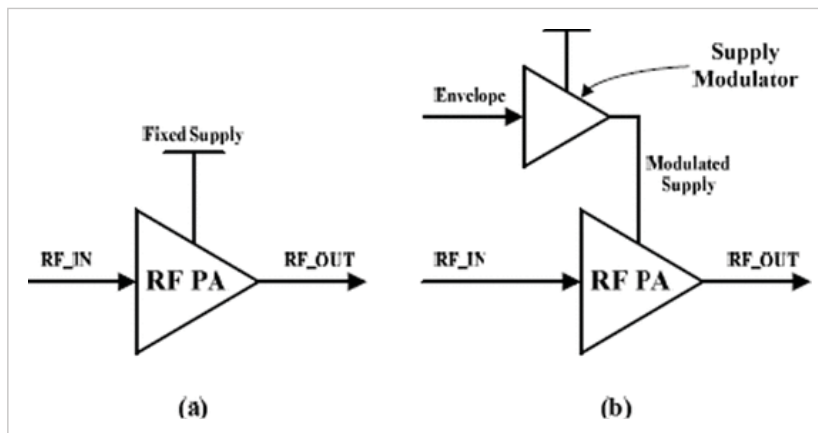 Fixed Supply
RF_IN
RF PA
RF_OUT
(a)
Supply
Modulator
Envelope
Modulated
Supply
RF_IN
RF PA
RF_OUT
(b)